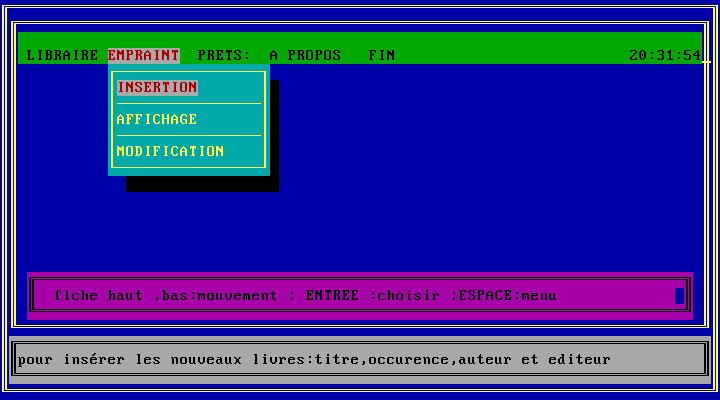 LIBRAIRE EMPRAINT PRETS: A PROPOS FIN 20:31:54
INSERTION
AFFICHAGE
MODIFICATION
flche haut ,bas:mouvement ; ENTREE :choisir ;ESPACE:menu
pour insérer les nouveaux livres:titre,occurence,auteur et editeur